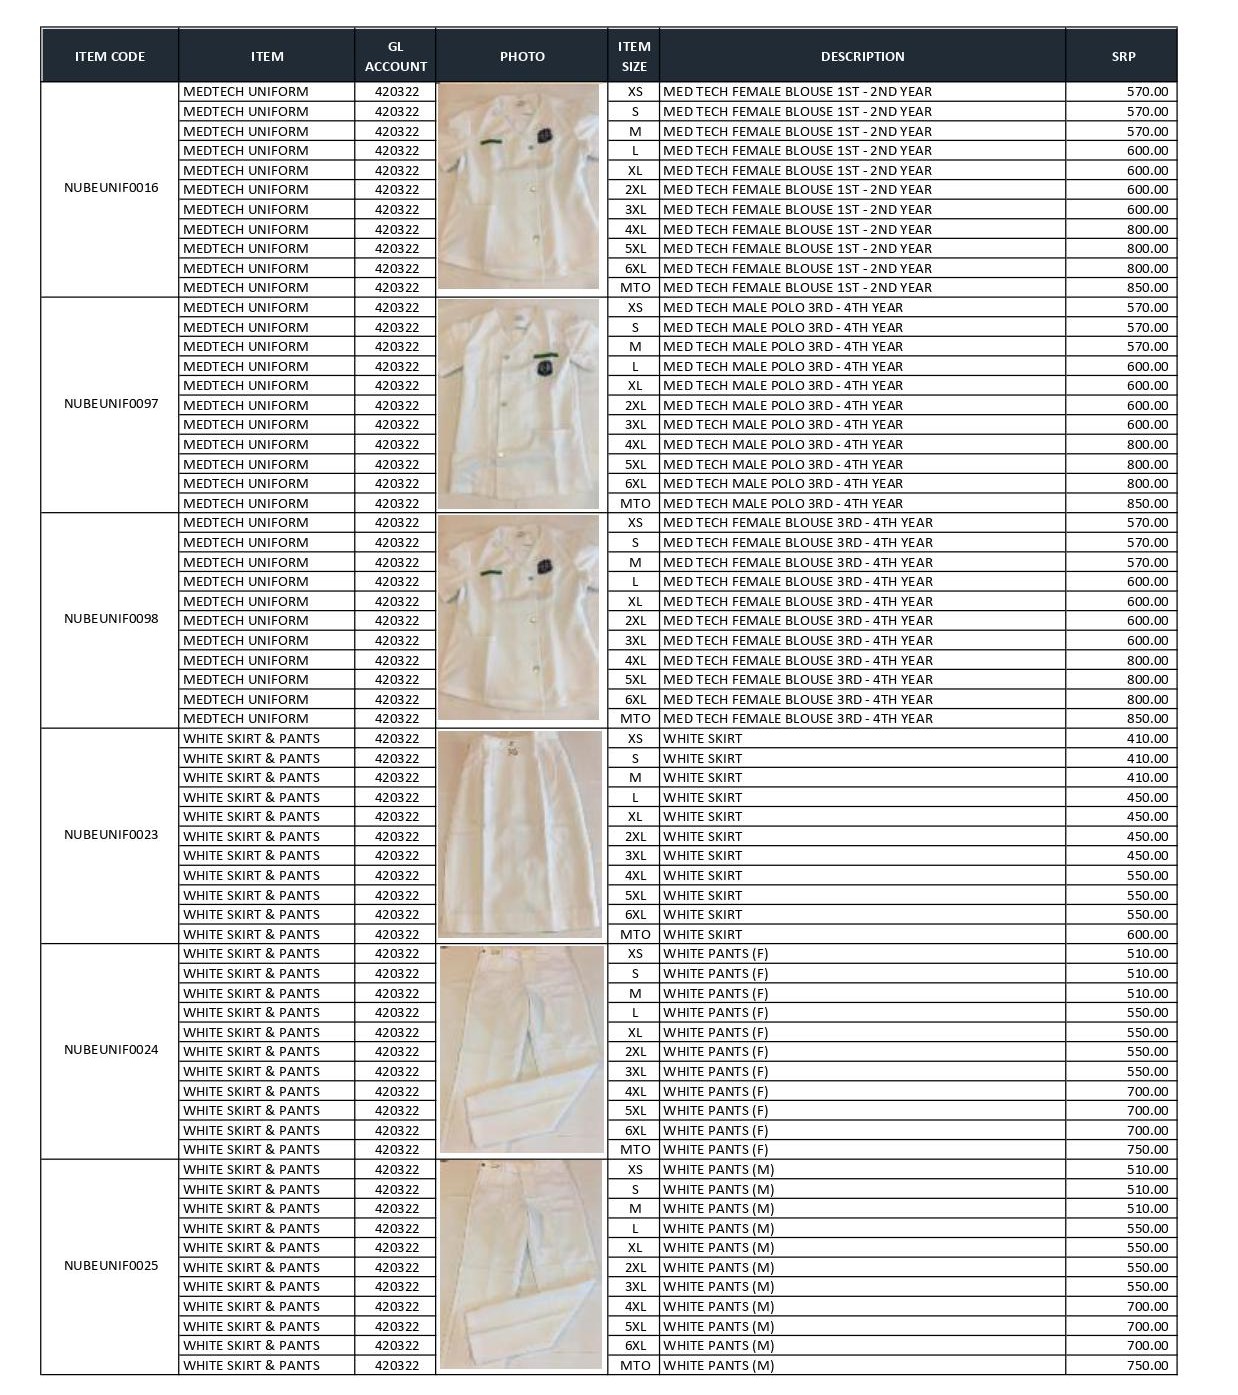 ITEM CODE ITEM GL ACCOUNT PHOTO ITEM SIZE DESCRIPTION SRP
NUBEUNIF0016
MEDTECH UNIFORM 420322 XS MED TECH FEMALE BLOUSE 1ST - 2ND YEAR 570.00
MEDTECH UNIFORM 420322 S MED TECH FEMALE BLOUSE 1ST - 2ND YEAR 570.00
MEDTECH UNIFORM 420322 M MED TECH FEMALE BLOUSE 1ST - 2ND YEAR 570.00
MEDTECH UNIFORM 420322 L MED TECH FEMALE BLOUSE 1ST - 2ND YEAR 600.00
MEDTECH UNIFORM 420322 XL MED TECH FEMALE BLOUSE 1ST - 2ND YEAR 600.00
MEDTECH UNIFORM 420322 2XL MED TECH FEMALE BLOUSE 1ST - 2ND YEAR 600.00
MEDTECH UNIFORM 420322 3XL MED TECH FEMALE BLOUSE 1ST - 2ND YEAR 600.00
MEDTECH UNIFORM 420322 4XL MED TECH FEMALE BLOUSE 1ST - 2ND YEAR 800.00
MEDTECH UNIFORM 420322 5XL MED TECH FEMALE BLOUSE 1ST - 2ND YEAR 800.00
MEDTECH UNIFORM 420322 6XL MED TECH FEMALE BLOUSE 1ST - 2ND YEAR 800.00
MEDTECH UNIFORM 420322 MTO MED TECH FEMALE BLOUSE 1ST - 2ND YEAR 850.00
NUBEUNIF0097
MEDTECH UNIFORM 420322 XS MED TECH MALE POLO 3RD - 4TH YEAR 570.00
MEDTECH UNIFORM 420322 S MED TECH MALE POLO 3RD - 4TH YEAR 570.00
MEDTECH UNIFORM 420322 M MED TECH MALE POLO 3RD - 4TH YEAR 570.00
MEDTECH UNIFORM 420322 L MED TECH MALE POLO 3RD - 4TH YEAR 600.00
MEDTECH UNIFORM 420322 XL MED TECH MALE POLO 3RD - 4TH YEAR 600.00
MEDTECH UNIFORM 420322 2XL MED TECH MALE POLO 3RD - 4TH YEAR 600.00
MEDTECH UNIFORM 420322 3XL MED TECH MALE POLO 3RD - 4TH YEAR 600.00
MEDTECH UNIFORM 420322 4XL MED TECH MALE POLO 3RD - 4TH YEAR 800.00
MEDTECH UNIFORM 420322 5XL MED TECH MALE POLO 3RD - 4TH YEAR 800.00
MEDTECH UNIFORM 420322 6XL MED TECH MALE POLO 3RD - 4TH YEAR 800.00
MEDTECH UNIFORM 420322 MTO MED TECH MALE POLO 3RD - 4TH YEAR 850.00
NUBEUNIF0098
MEDTECH UNIFORM 420322 XS MED TECH FEMALE BLOUSE 3RD - 4TH YEAR 570.00
MEDTECH UNIFORM 420322 S MED TECH FEMALE BLOUSE 3RD - 4TH YEAR 570.00
MEDTECH UNIFORM 420322 M MED TECH FEMALE BLOUSE 3RD - 4TH YEAR 570.00
MEDTECH UNIFORM 420322 L MED TECH FEMALE BLOUSE 3RD - 4TH YEAR 600.00
MEDTECH UNIFORM 420322 XL MED TECH FEMALE BLOUSE 3RD - 4TH YEAR 600.00
MEDTECH UNIFORM 420322 2XL MED TECH FEMALE BLOUSE 3RD - 4TH YEAR 600.00
MEDTECH UNIFORM 420322 3XL MED TECH FEMALE BLOUSE 3RD - 4TH YEAR 600.00
MEDTECH UNIFORM 420322 4XL MED TECH FEMALE BLOUSE 3RD - 4TH YEAR 800.00
MEDTECH UNIFORM 420322 5XL MED TECH FEMALE BLOUSE 3RD - 4TH YEAR 800.00
MEDTECH UNIFORM 420322 6XL MED TECH FEMALE BLOUSE 3RD - 4TH YEAR 800.00
MEDTECH UNIFORM 420322 MTO MED TECH FEMALE BLOUSE 3RD - 4TH YEAR 850.00
NUBEUNIF0023
WHITE SKIRT & PANTS 420322 XS WHITE SKIRT 410.00
WHITE SKIRT & PANTS 420322 S WHITE SKIRT 410.00
WHITE SKIRT & PANTS 420322 M WHITE SKIRT 410.00
WHITE SKIRT & PANTS 420322 L WHITE SKIRT 450.00
WHITE SKIRT & PANTS 420322 XL WHITE SKIRT 450.00
WHITE SKIRT & PANTS 420322 2XL WHITE SKIRT 450.00
WHITE SKIRT & PANTS 420322 3XL WHITE SKIRT 450.00
WHITE SKIRT & PANTS 420322 4XL WHITE SKIRT 550.00
WHITE SKIRT & PANTS 420322 5XL WHITE SKIRT 550.00
WHITE SKIRT & PANTS 420322 6XL WHITE SKIRT 550.00
WHITE SKIRT & PANTS 420322 MTO WHITE SKIRT 600.00
NUBEUNIF0024
WHITE SKIRT & PANTS 420322 XS WHITE PANTS (F) 510.00
WHITE SKIRT & PANTS 420322 S WHITE PANTS (F) 510.00
WHITE SKIRT & PANTS 420322 M WHITE PANTS (F) 510.00
WHITE SKIRT & PANTS 420322 L WHITE PANTS (F) 550.00
WHITE SKIRT & PANTS 420322 XL WHITE PANTS (F) 550.00
WHITE SKIRT & PANTS 420322 2XL WHITE PANTS (F) 550.00
WHITE SKIRT & PANTS 420322 3XL WHITE PANTS (F) 550.00
WHITE SKIRT & PANTS 420322 4XL WHITE PANTS (F) 700.00
WHITE SKIRT & PANTS 420322 5XL WHITE PANTS (F) 700.00
WHITE SKIRT & PANTS 420322 6XL WHITE PANTS (F) 700.00
WHITE SKIRT & PANTS 420322 MTO WHITE PANTS (F) 750.00
NUBEUNIF0025
WHITE SKIRT & PANTS 420322 XS WHITE PANTS (M) 510.00
WHITE SKIRT & PANTS 420322 S WHITE PANTS (M) 510.00
WHITE SKIRT & PANTS 420322 M WHITE PANTS (M) 510.00
WHITE SKIRT & PANTS 420322 L WHITE PANTS (M) 550.00
WHITE SKIRT & PANTS 420322 XL WHITE PANTS (M) 550.00
WHITE SKIRT & PANTS 420322 2XL WHITE PANTS (M) 550.00
WHITE SKIRT & PANTS 420322 3XL WHITE PANTS (M) 550.00
WHITE SKIRT & PANTS 420322 4XL WHITE PANTS (M) 700.00
WHITE SKIRT & PANTS 420322 5XL WHITE PANTS (M) 700.00
WHITE SKIRT & PANTS 420322 6XL WHITE PANTS (M) 700.00
WHITE SKIRT & PANTS 420322 MTO WHITE PANTS (M) 750.00